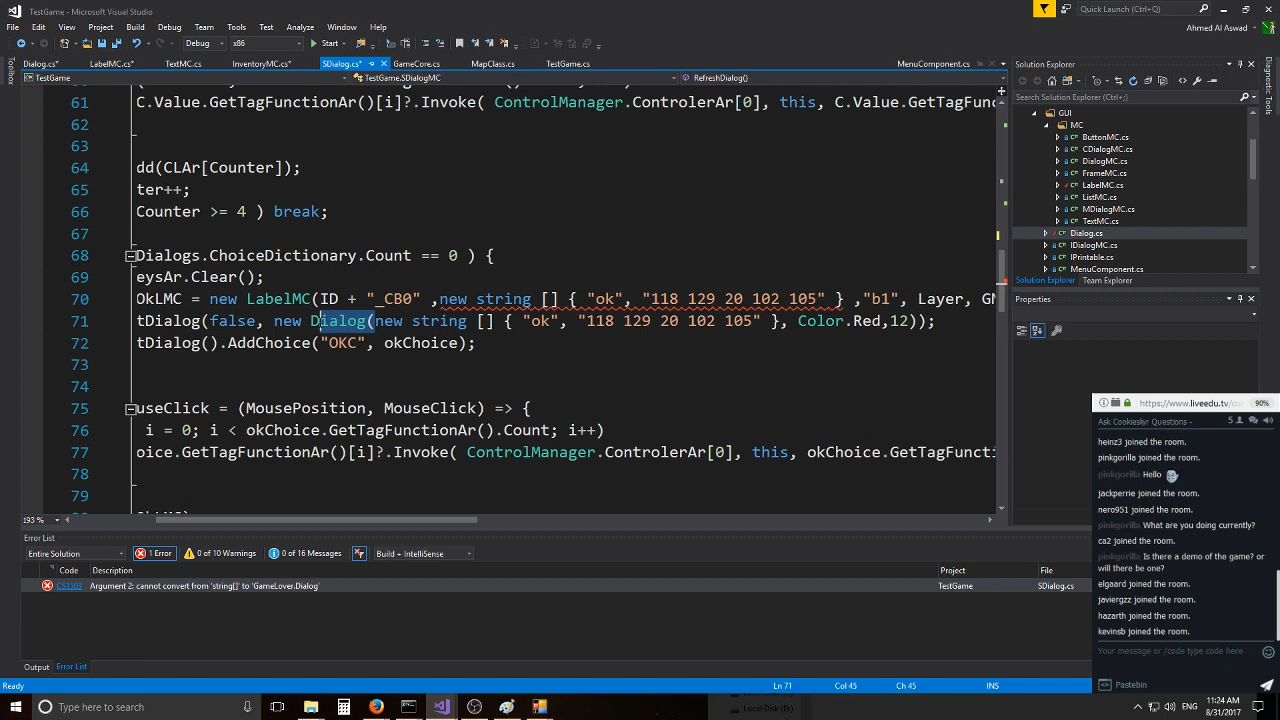 TestGame - Microsoft Visual Studio
Quick Launch (Ctrl+Q)
File Edit View Project Build Debug Team Tools Architecture Test Analyze Window Help
Ahmed Al Aswad
Debug x86 Start
Dialog.cs* LabelMC.cs* TextMC.cs InventoryMC.cs* SDialog.cs* GameCore.cs MapClass.cs TestGame.cs MenuComponent.cs
Toolbox
TestGame TestGame.SDialogMC RefreshDialog()
61 C.Value.GetTagFunctionAr()[i]?.Invoke( ControlManager.ControlerAr[0], this, C.Value.GetTagFunc
62
63
64 dd(CLAr[Counter]);
65 ter++;
66 Counter >= 4 ) break;
67
68 Dialogs.ChoiceDictionary.Count == 0 ) {
69 eysAr.Clear();
70 OkLMC = new LabelMC(ID + "_CB0" ,new string [] { "ok", "118 129 20 102 105" } ,"b1", Layer, GM
71 tDialog(false, new Dialog(new string [] { "ok", "118 129 20 102 105" }, Color.Red,12));
72 tDialog().AddChoice("OKC", okChoice);
73
74
75 useClick = (MousePosition, MouseClick) => {
76 i = 0; i < okChoice.GetTagFunctionAr().Count; i++)
77 oice.GetTagFunctionAr()[i]?.Invoke( ControlManager.ControlerAr[0], this, okChoice.GetTagFuncti
78
79
193 %
Solution Explorer
Search Solution Explorer (Ctrl+;)
GUI
MC
ButtonMC.cs
CDialogMC.cs
DialogMC.cs
FrameMC.cs
LabelMC.cs
ListMC.cs
MDialogMC.cs
TextMC.cs
Dialog.cs
IDialogMC.cs
IPrintable.cs
MenuComponent.cs
Solution Explorer Team Explorer
Properties
Diagnostic Tools
Error List
Entire Solution 1 Error 0 of 10 Warnings 0 of 16 Messages Build + IntelliSense
Code Description Project File
CS1503 Argument 2: cannot convert from 'string[]' to 'GameLover.Dialog' TestGame SDialog.cs
Output Error List
Ready Ln 71 Col 45 Ch 45 INS
90%
Ask Cookiesliyr Questions - 5
heinz3 joined the room.
pinkgorilla joined the room.
pinkgorilla Hello
jackperrie joined the room.
nero951 joined the room.
pinkgorilla What are you doing currently?
ca2 joined the room.
pinkgorilla Is there a demo of the game? or
will there be one?
elgaard joined the room.
javiergzz joined the room.
hazarth joined the room.
kevinsb joined the room.
Your message or /code type code here
Pastebin
Type here to search
Local Disk (D:)
ENG
11:24 AM
8/31/2017